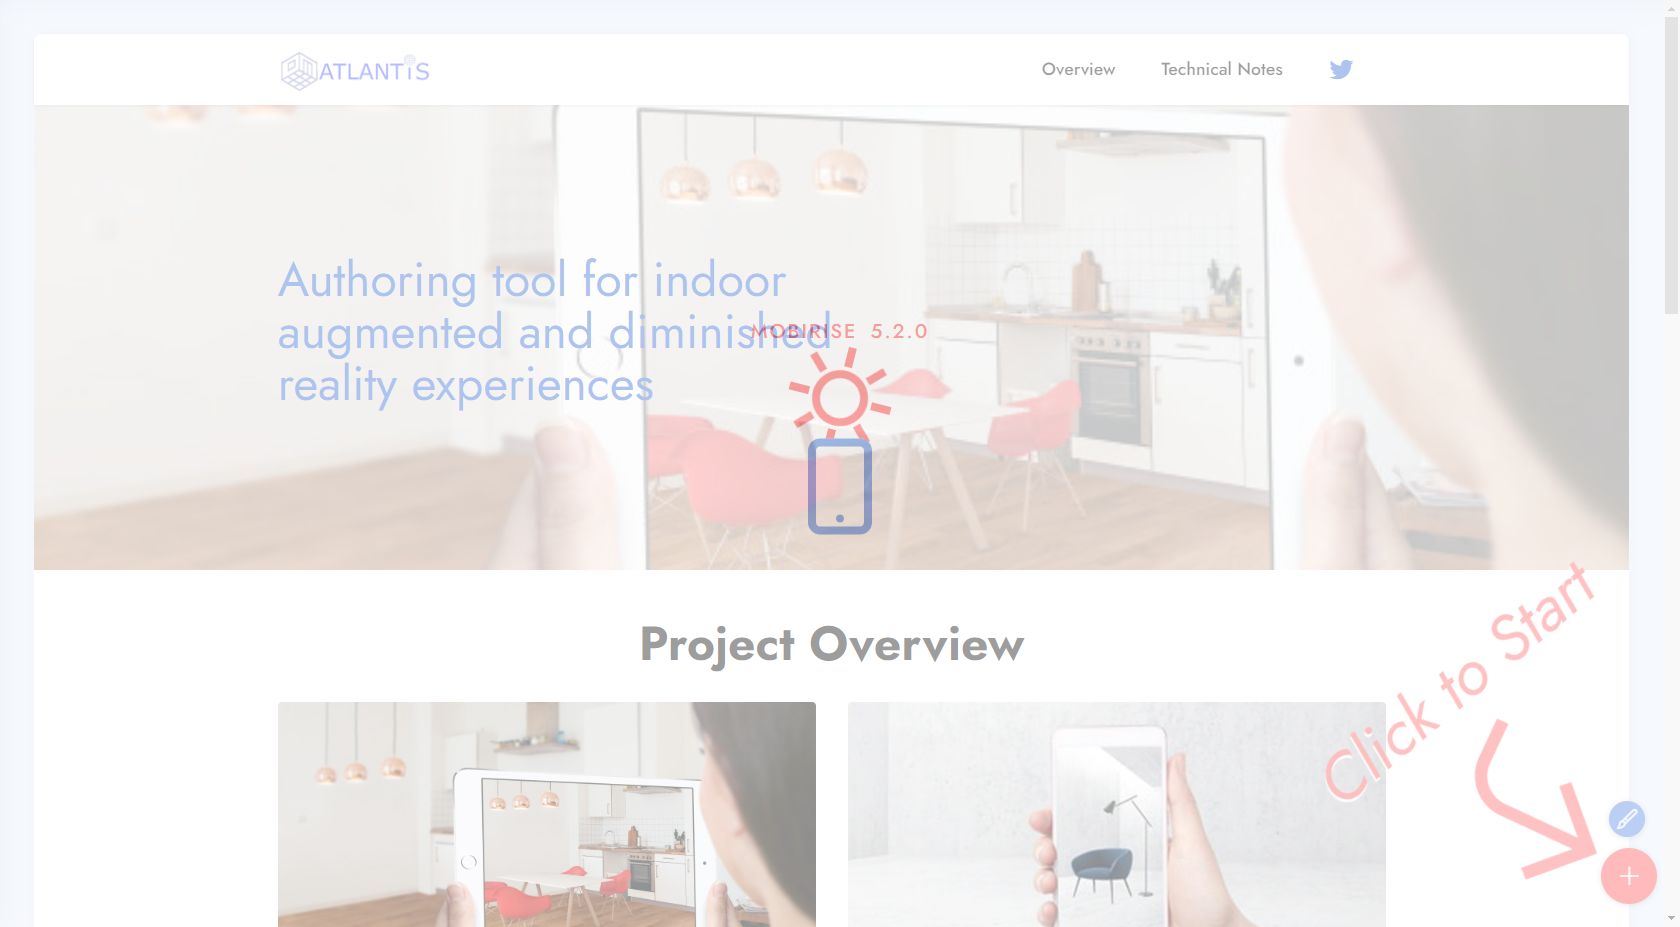 ATLANTIS
Overview
Technical Notes
Authoring tool for indoor
augmented and diminished
reality experiences
MOBIRISE 5.2.0
Project Overview
Click to Start